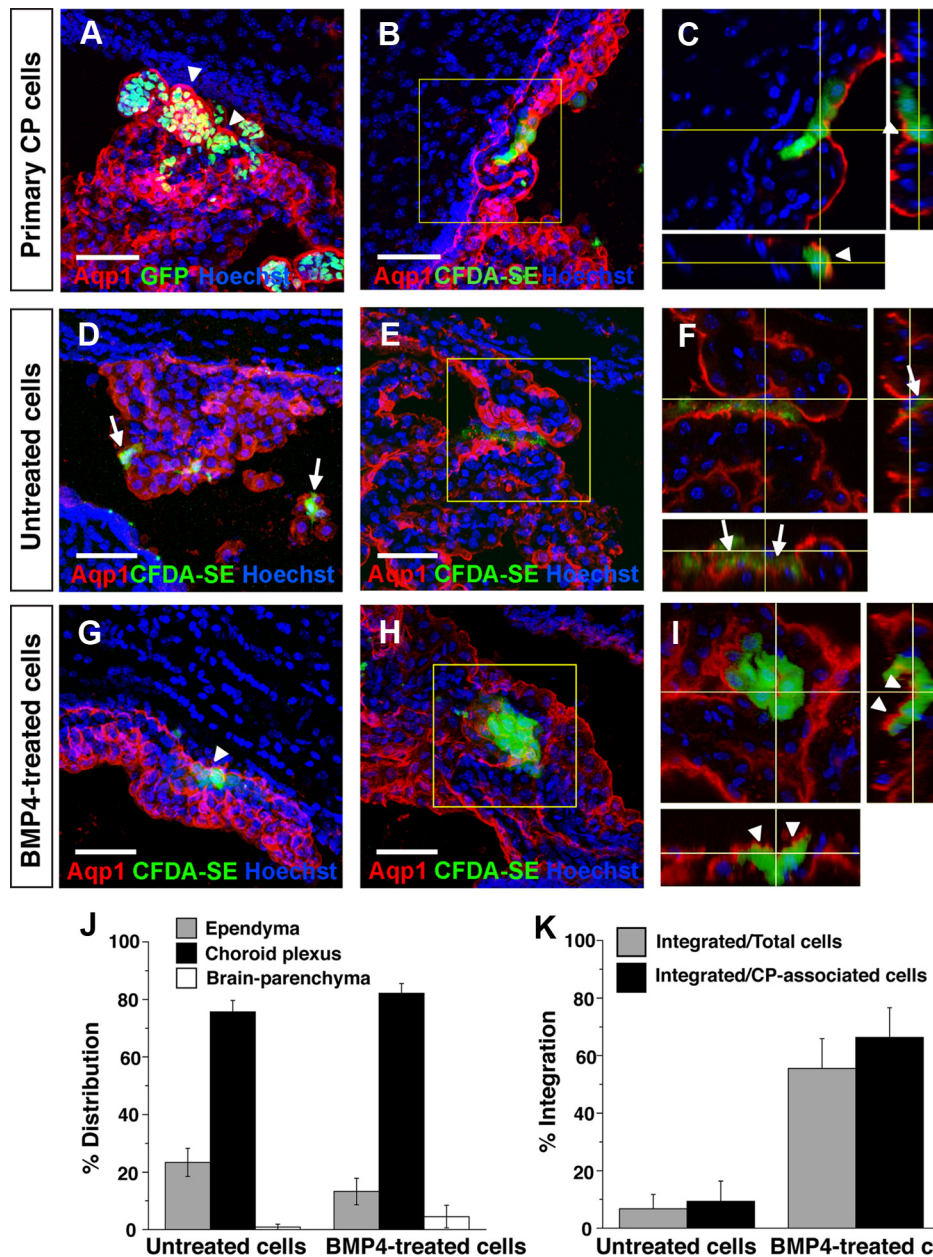 Primary CP cells
A
Aqp1 GFP Hoechst
B
Aqp1 CFDA-SE Hoechst
C
Untreated cells
D
Aqp1 CFDA-SE Hoechst
E
Aqp1 CFDA-SE Hoechst
F
BMP4-treated cells
G
Aqp1 CFDA-SE Hoechst
H
Aqp1 CFDA-SE Hoechst
I
J
Ependyma
Choroid plexus
Brain-parenchyma
% Distribution
100
80
60
40
20
0
Untreated cells BMP4-treated cells
K
Integrated/Total cells
Integrated/CP-associated cells
% Integration
100
80
60
40
20
0
Untreated cells BMP4-treated c